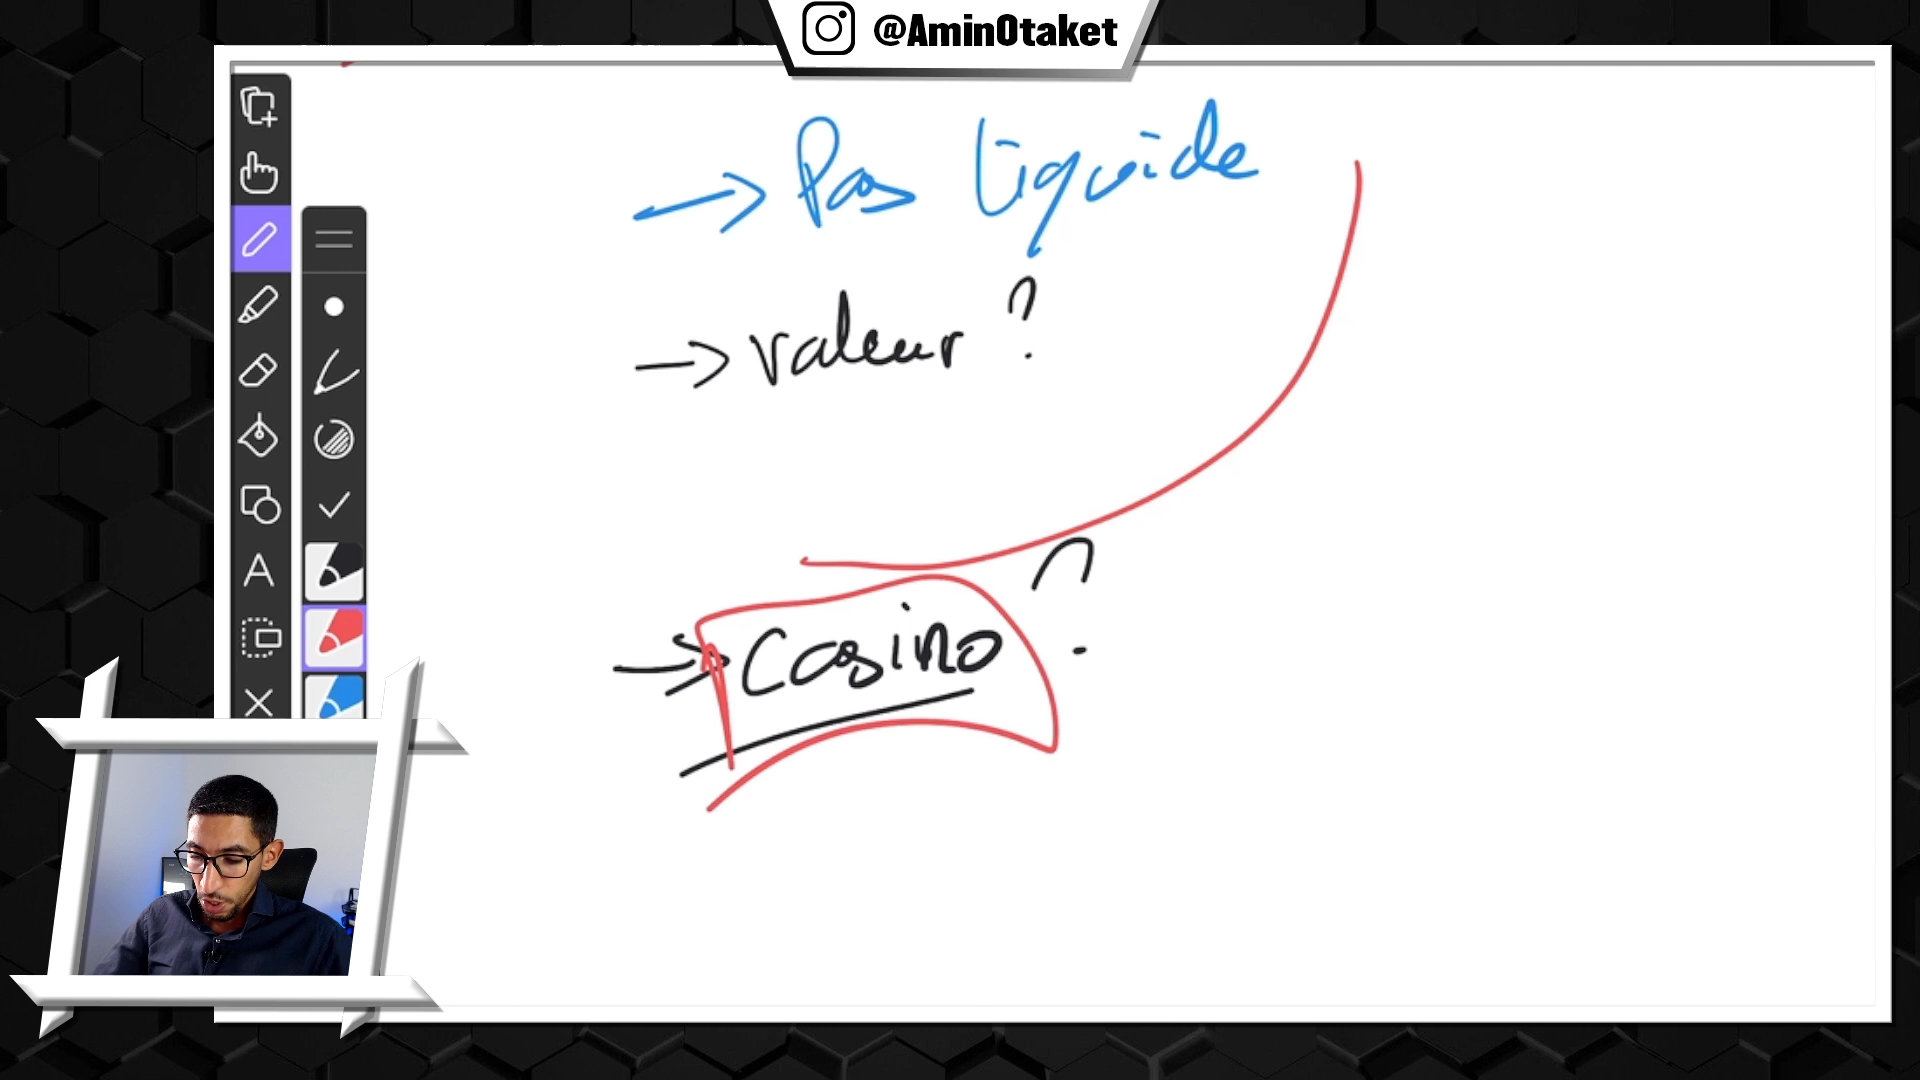 @AminOtaket
→ Pas liquide
→ valeur ?
→ Casino ?
A